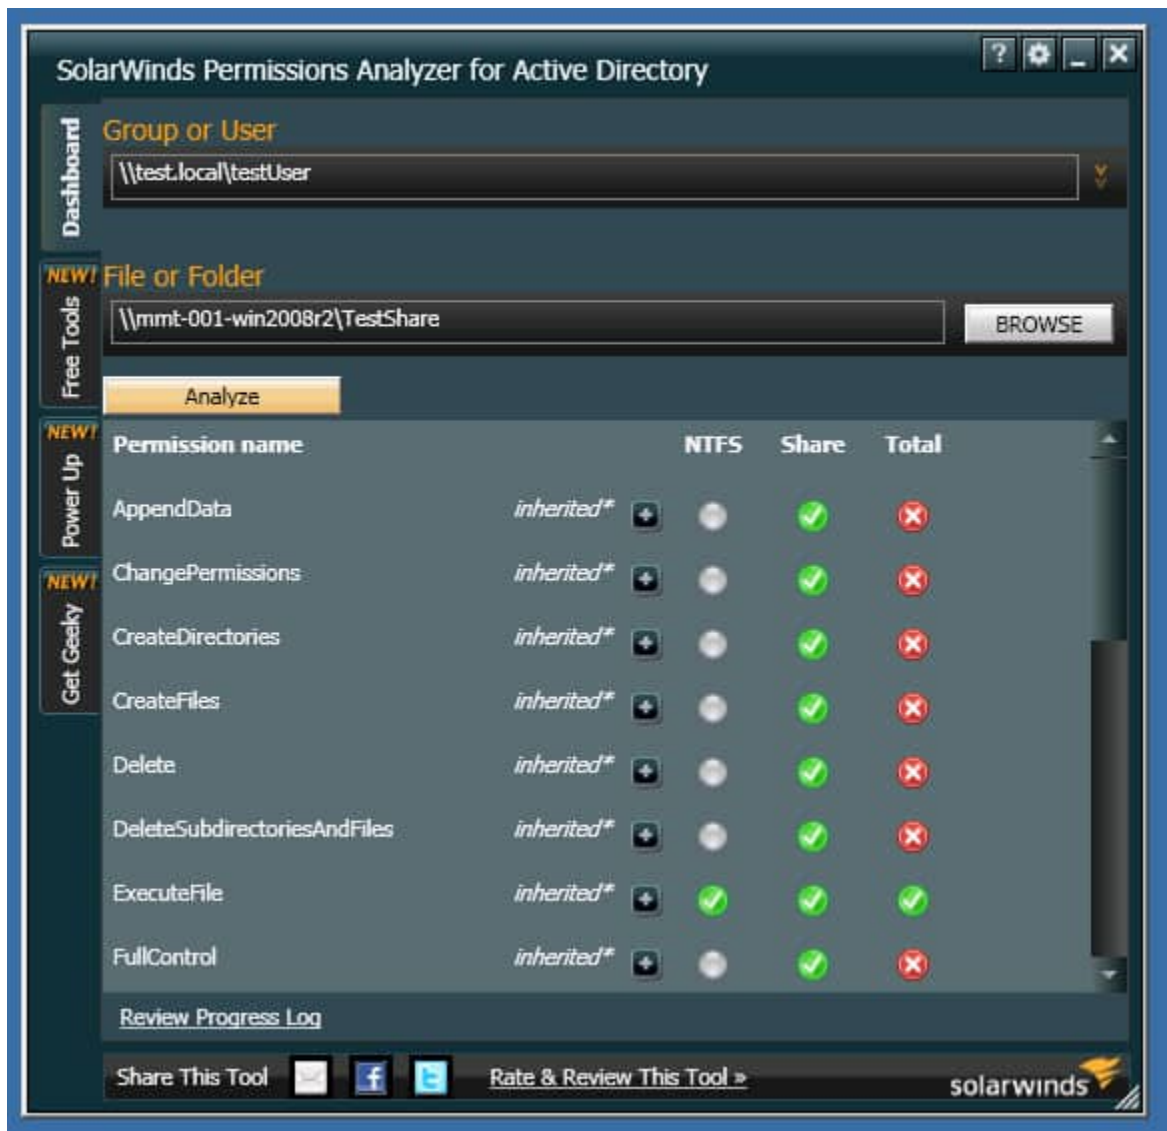 SolarWinds Permissions Analyzer for Active Directory ? _ X
Dashboard
Group or User
\\test.local\testUser
NEW! Free Tools
File or Folder
\\mmt-001-win2008r2\TestShare BROWSE
Analyze
NEW! Power Up
Permission name NTFS Share Total
AppendData inherited* +
ChangePermissions inherited* +
NEW! Get Geeky
CreateDirectories inherited* +
CreateFiles inherited* +
Delete inherited* +
DeleteSubdirectoriesAndFiles inherited* +
ExecuteFile inherited* +
FullControl inherited* +
Review Progress Log
Share This Tool f t Rate & Review This Tool » solarwinds